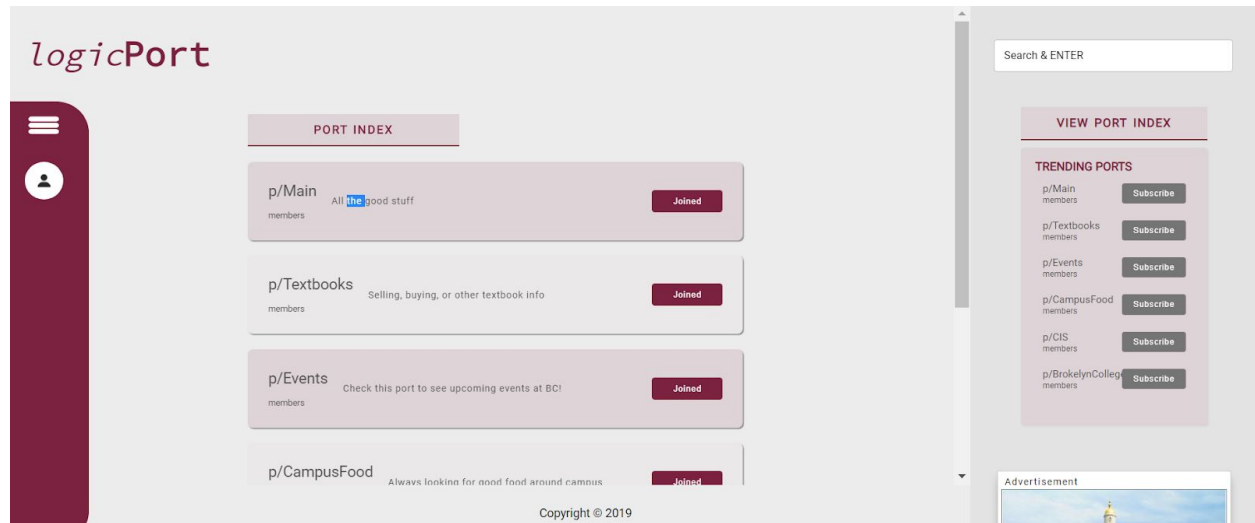 logicPort
PORT INDEX
p/Main
All the good stuff
members
Joined
p/Textbooks
Selling, buying, or other textbook info
members
Joined
p/Events
Check this port to see upcoming events at BC!
members
Joined
p/CampusFood
Always looking for good food around campus
Joined
Copyright © 2019
Search & ENTER
VIEW PORT INDEX
TRENDING PORTS
p/Main
members
Subscribe
p/Textbooks
members
Subscribe
p/Events
members
Subscribe
p/CampusFood
members
Subscribe
p/CIS
members
Subscribe
p/BrokelynColleg
members
Subscribe
Advertisement